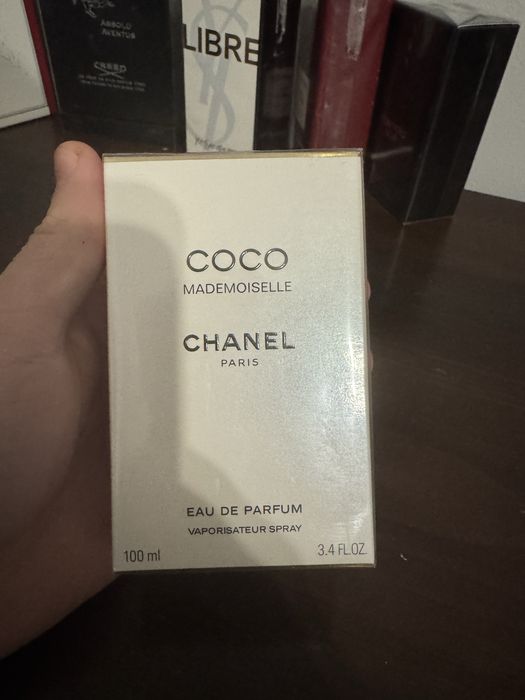 ABSOLU
AVENTUS
CREED
LIBRE
COCO
MADEMOISELLE
CHANEL
PARIS
EAU DE PARFUM
VAPORISATEUR SPRAY
100 ml
3.4 FL.OZ.